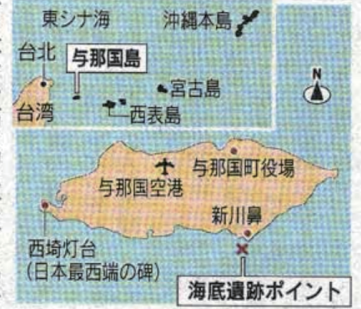 東シナ海
沖縄本島
台北
与那国島
宮古島
台湾
西表島
N
与那国空港
与那国町役場
新川鼻
西埼灯台
(日本最西端の碑)
海底遺跡ポイント